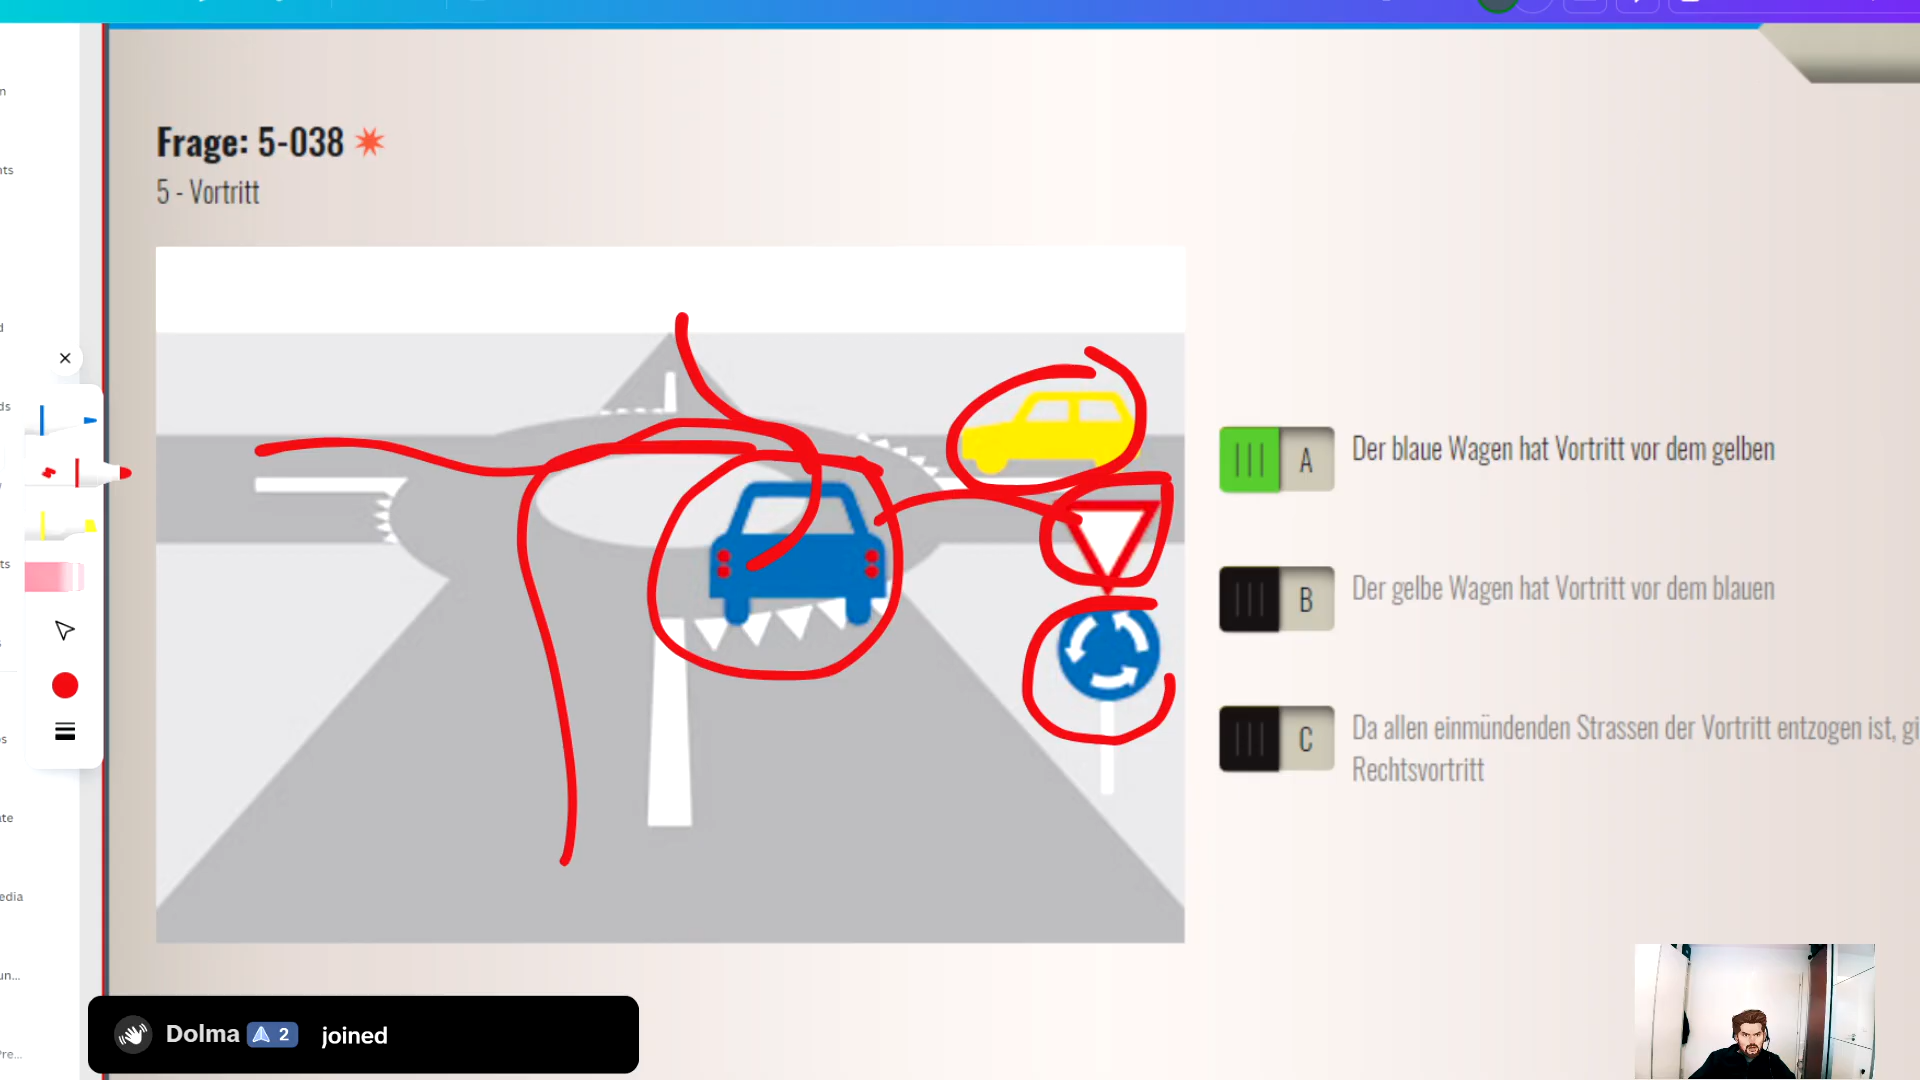 Frage: 5-038
5 - Vortritt
A
Der blaue Wagen hat Vortritt vor dem gelben
B
Der gelbe Wagen hat Vortritt vor dem blauen
C
Da allen einmündenden Strassen der Vortritt entzogen ist, gi
Rechtsvortritt
Dolma 2 joined